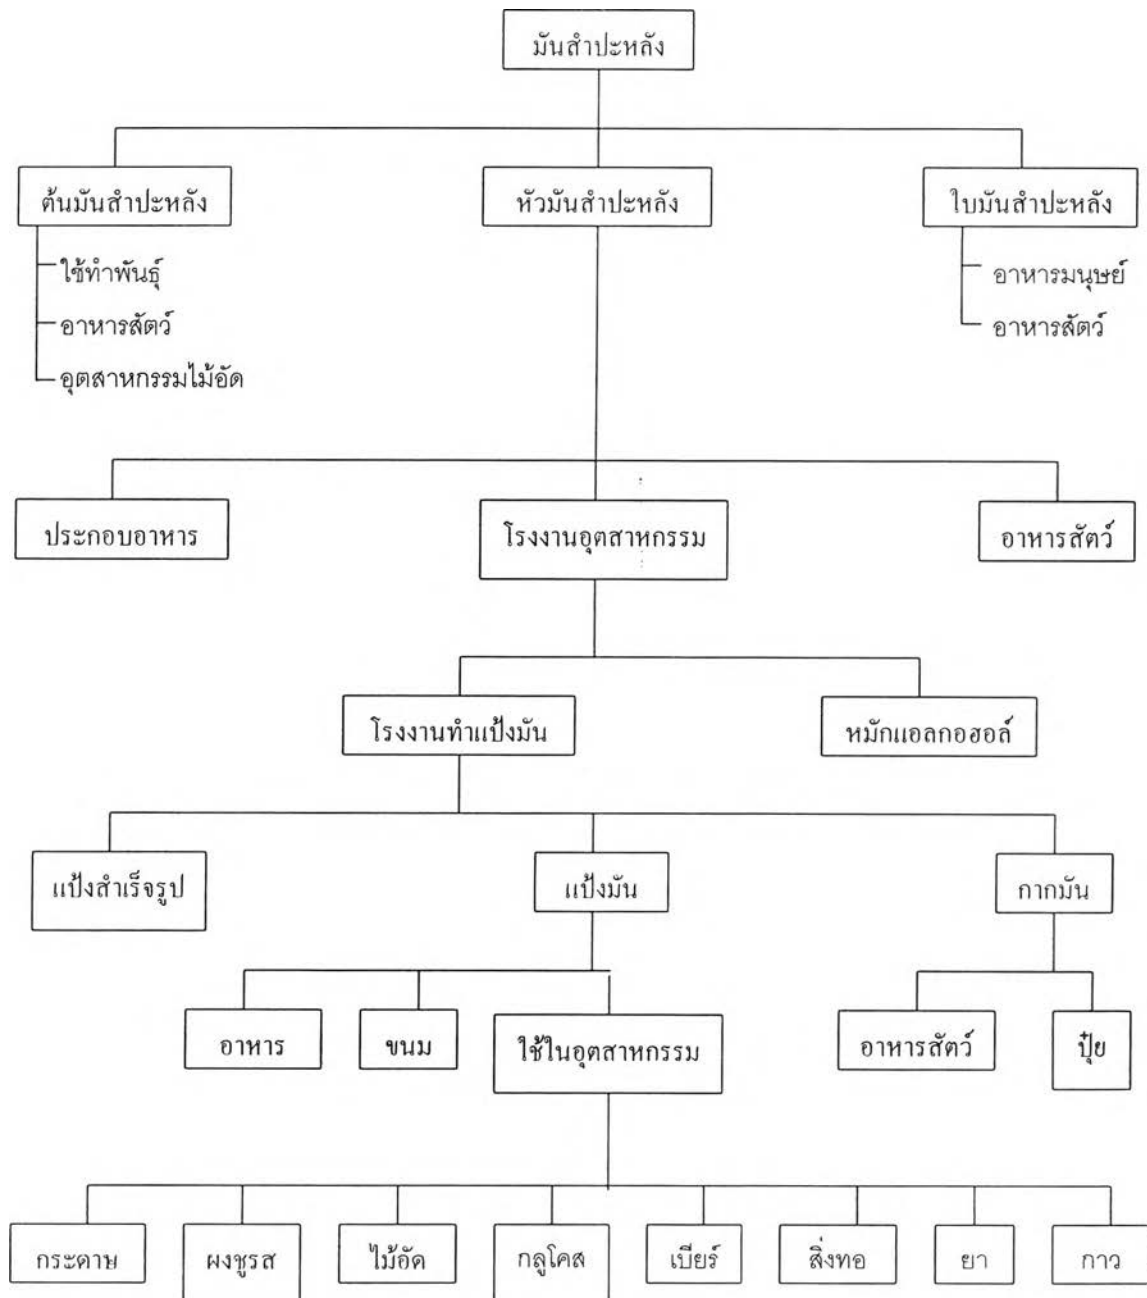 มันสำปะหลัง
ต้นมันสำปะหลัง
หัวมันสำปะหลัง
ใบมันสำปะหลัง
ใช้ทำพันธุ์
อาหารสัตว์
อุตสาหกรรมไม้อัด
อาหารมนุษย์
อาหารสัตว์
ประกอบอาหาร
โรงงานอุตสาหกรรม
อาหารสัตว์
โรงงานทำแป้งมัน
หมักแอลกอฮอล์
แป้งสำเร็จรูป
แป้งมัน
กากมัน
อาหาร
ขนม
ใช้ในอุตสาหกรรม
อาหารสัตว์
ปุ๋ย
กระดาษ
ผงชูรส
ไม้อัด
กลูโคส
เบียร์
สิ่งทอ
ยา
กาว